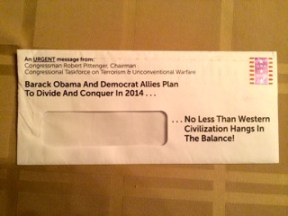 An URGENT message from:
Congressman Robert Pittenger, Chairman
Congressional Taskforce on Terrorism & Unconventional Warfare
Barack Obama And Democrat Allies Plan
To Divide And Conquer In 2014 . . .
. . . No Less Than Western
Civilization Hangs In
The Balance!